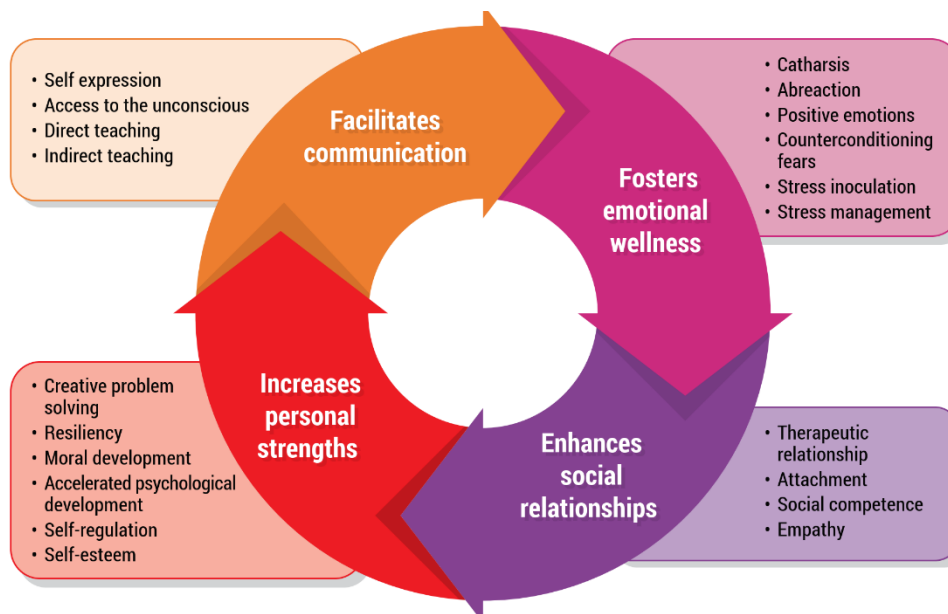 • Self expression
• Access to the unconscious
• Direct teaching
• Indirect teaching
Facilitates
communication
• Catharsis
• Abreaction
• Positive emotions
• Counterconditioning
fears
• Stress inoculation
• Stress management
Fosters
emotional
wellness
• Creative problem
solving
• Resiliency
• Moral development
• Accelerated psychological
development
• Self-regulation
• Self-esteem
Increases
personal
strengths
Enhances
social
relationships
• Therapeutic
relationship
• Attachment
• Social competence
• Empathy